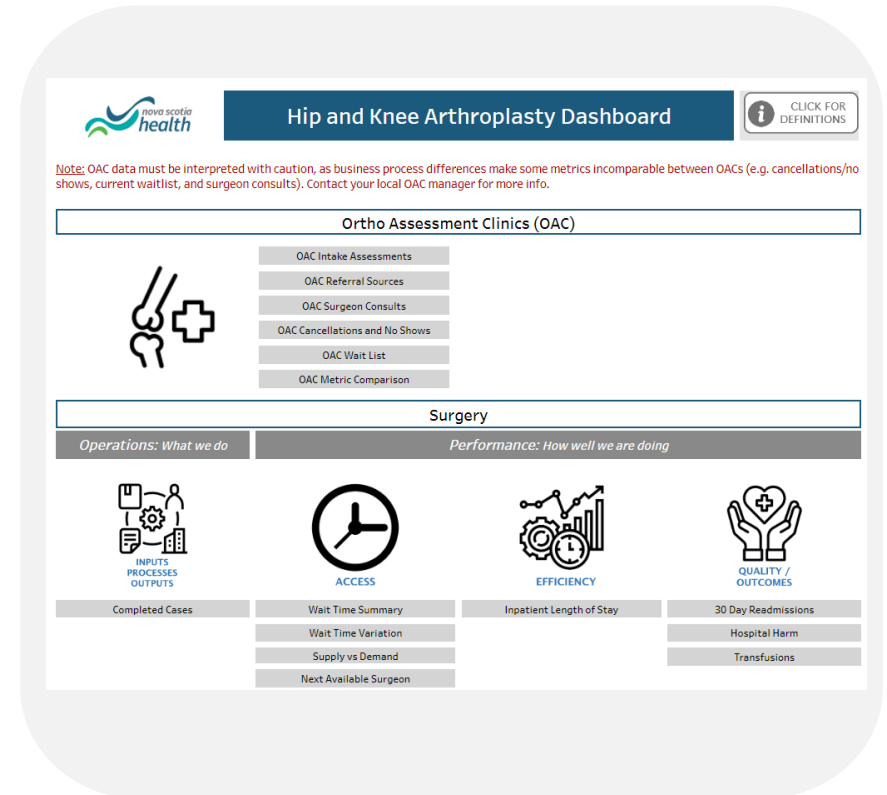 nova scotia
health
Hip and Knee Arthroplasty Dashboard
i
CLICK FOR
DEFINITIONS
Note: OAC data must be interpreted with caution, as business process differences make some metrics incomparable between OACs (e.g. cancellations/no
shows, current waitlist, and surgeon consults). Contact your local OAC manager for more info.
Ortho Assessment Clinics (OAC)
OAC Intake Assessments
OAC Referral Sources
OAC Surgeon Consults
OAC Cancellations and No Shows
OAC Wait List
OAC Metric Comparison
Surgery
Operations: What we do
Performance: How well we are doing
INPUTS
PROCESSES
OUTPUTS
ACCESS
EFFICIENCY
QUALITY /
OUTCOMES
Completed Cases
Wait Time Summary
Inpatient Length of Stay
30 Day Readmissions
Wait Time Variation
Hospital Harm
Supply vs Demand
Transfusions
Next Available Surgeon